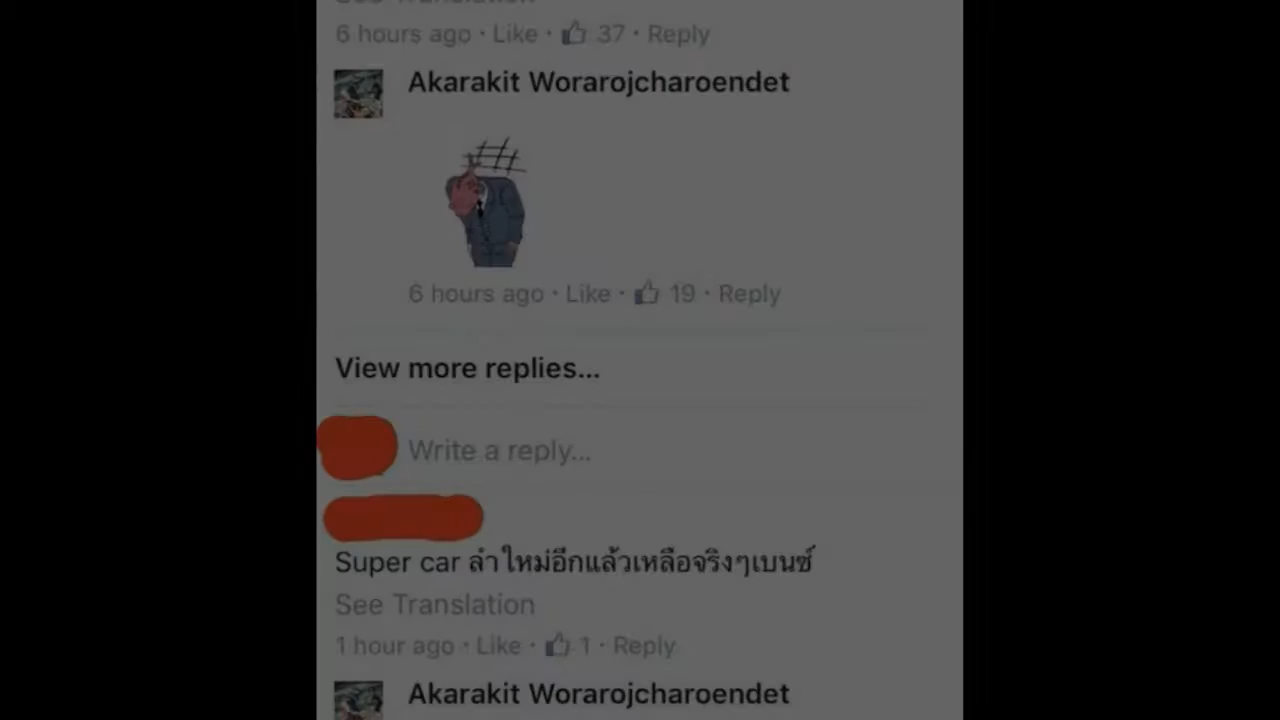 6 hours ago · Like · 37 · Reply
Akarakit Worarojcharoendet
6 hours ago · Like · 19 · Reply
View more replies...
Write a reply...
Super car ลำใหม่อีกแล้วเหลือจริงๆเบนซ์
See Translation
1 hour ago · Like · 1 · Reply
Akarakit Worarojcharoendet